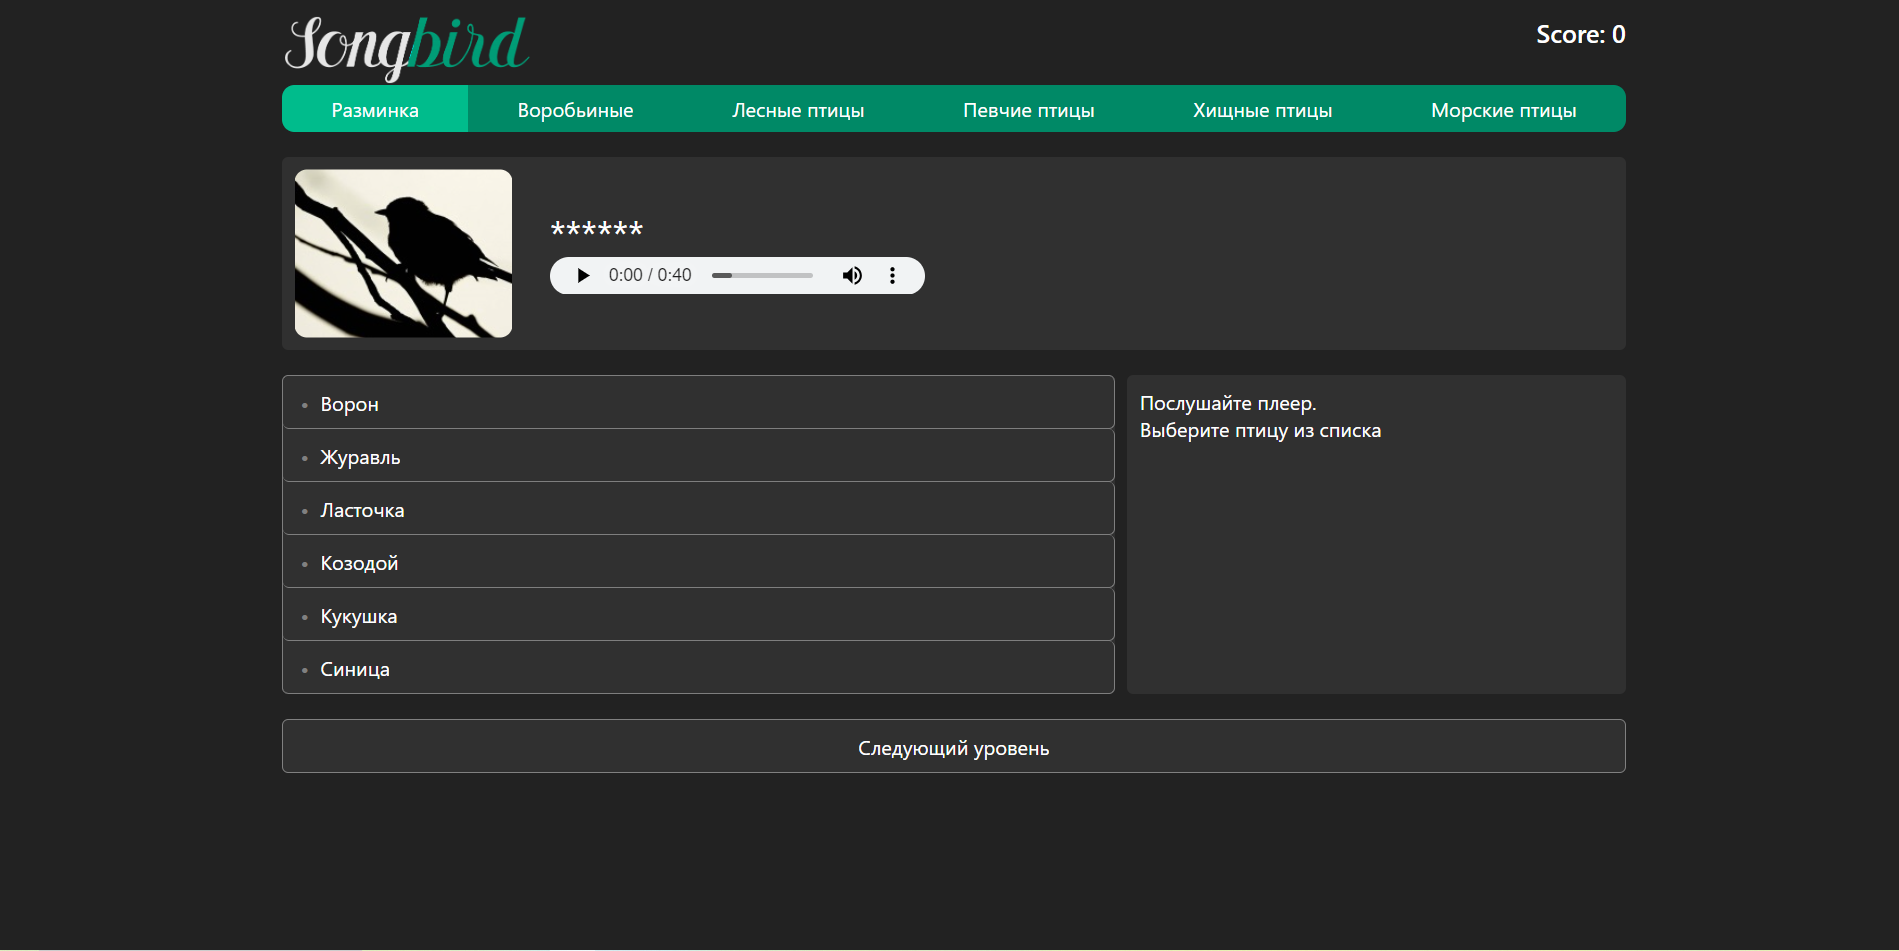 Songbird
Score: 0
Разминка Воробьиные Лесные птицы Певчие птицы Хищные птицы Морские птицы
******
0:00 / 0:40
Ворон
Журавль
Ласточка
Козодой
Кукушка
Синица
Послушайте плеер.
Выберите птицу из списка
Следующий уровень